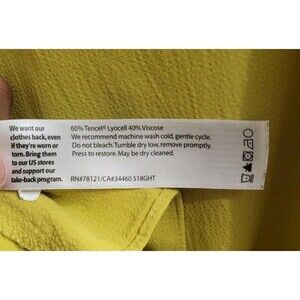 We want our
clothes back, even
if they're worn or
torn. Bring them
to our US stores
and support our
take-back program.
60% Tencel® Lyocell 40% Viscose
We recommend machine wash cold, gentle cycle.
Do not bleach. Tumble dry low, remove promptly.
Press to restore. May be dry cleaned.
RN#78121/CA#34460 S18GHT